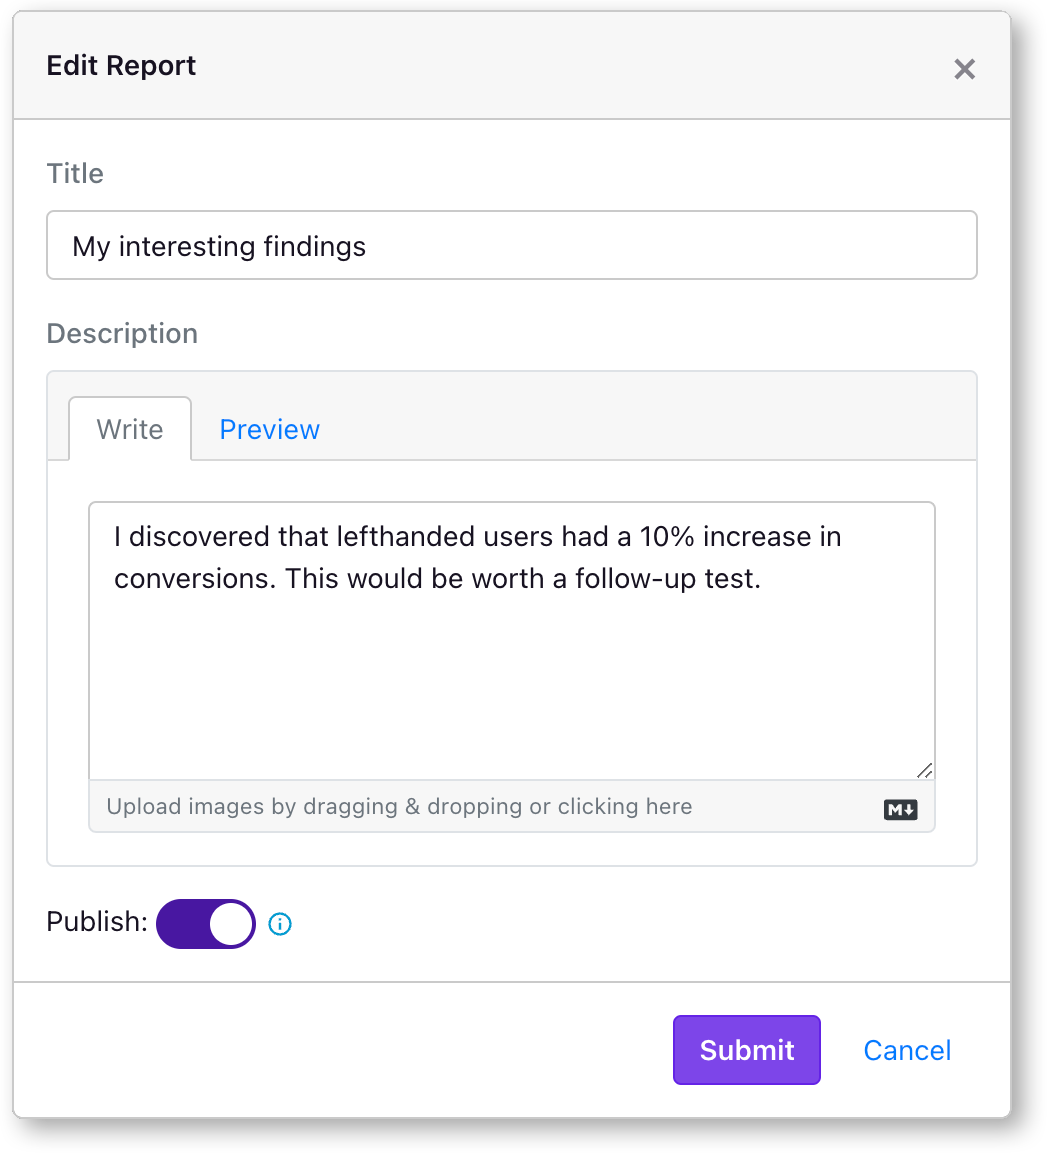 Edit Report
Title
My interesting findings
Description
Write
Preview
I discovered that lefthanded users had a 10% increase in
conversions. This would be worth a follow-up test.
Upload images by dragging & dropping or clicking here
M
Publish:
Submit
Cancel